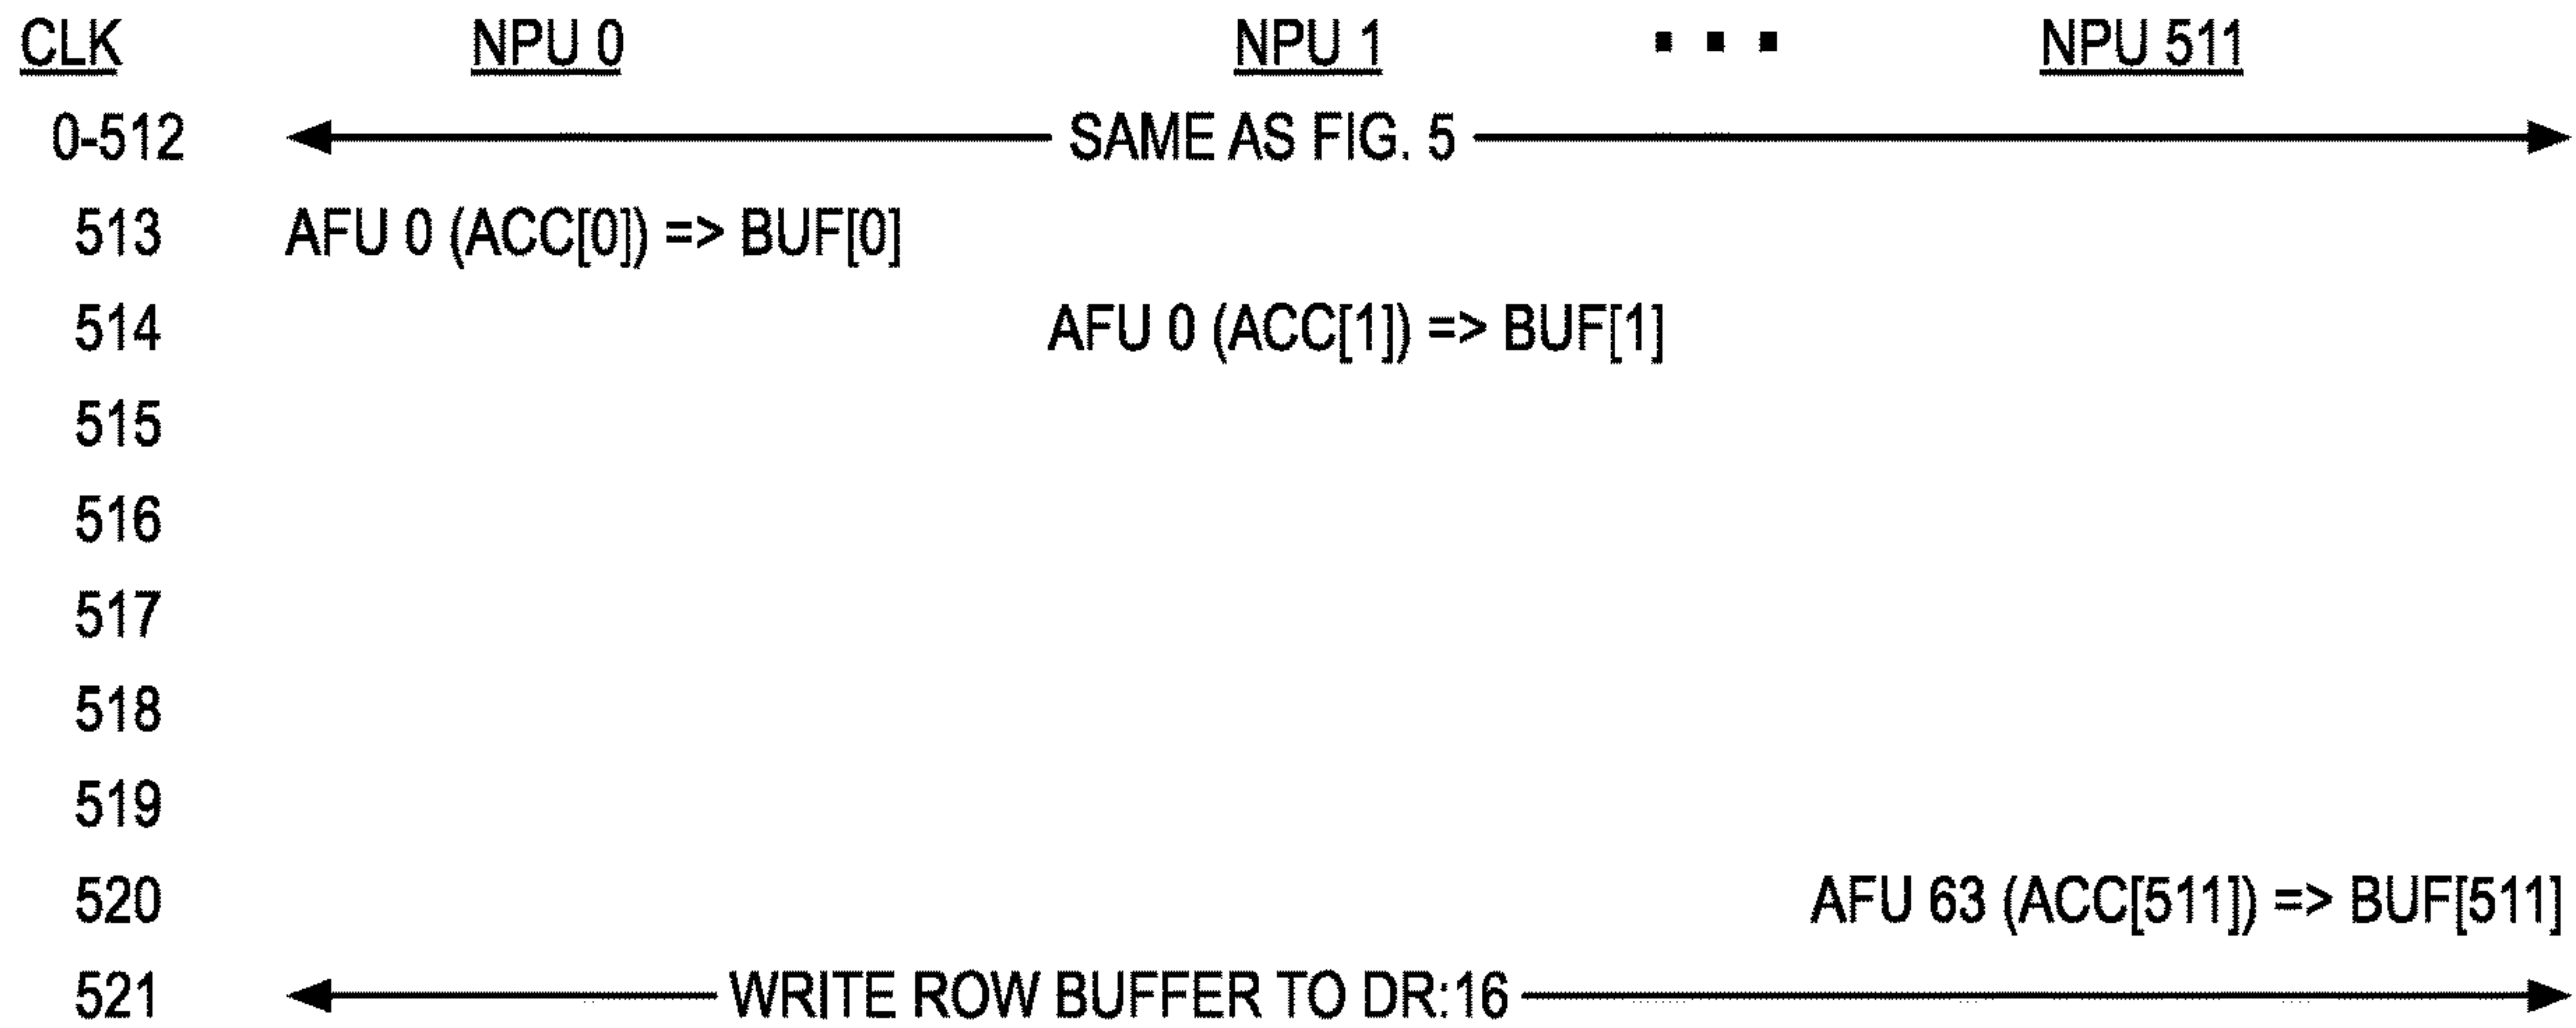 CLK NPU 0 NPU 1 ... NPU 511
0-512 SAME AS FIG. 5
513 AFU 0 (ACC[0]) => BUF[0]
514 AFU 0 (ACC[1]) => BUF[1]
515
516
517
518
519
520 AFU 63 (ACC[511]) => BUF[511]
521 WRITE ROW BUFFER TO DR:16